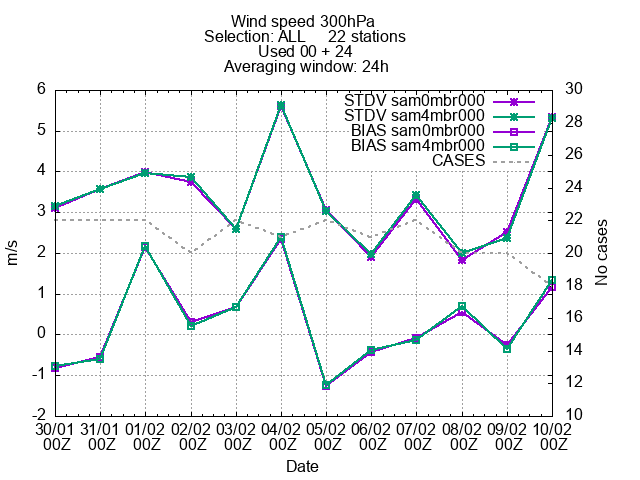 Wind speed 300hPa
Selection: ALL     22 stations
Used 00 + 24
Averaging window: 24h
STDV sam0mbr000
STDV sam4mbr000
BIAS sam0mbr000
BIAS sam4mbr000
CASES
m/s
6
5
4
3
2
1
0
-1
-2
30
28
26
24
22
20
18
16
14
12
10
No cases
30/01 31/01 01/02 02/02 03/02 04/02 05/02 06/02 07/02 08/02 09/02 10/02
00Z 00Z 00Z 00Z 00Z 00Z 00Z 00Z 00Z 00Z 00Z 00Z
Date